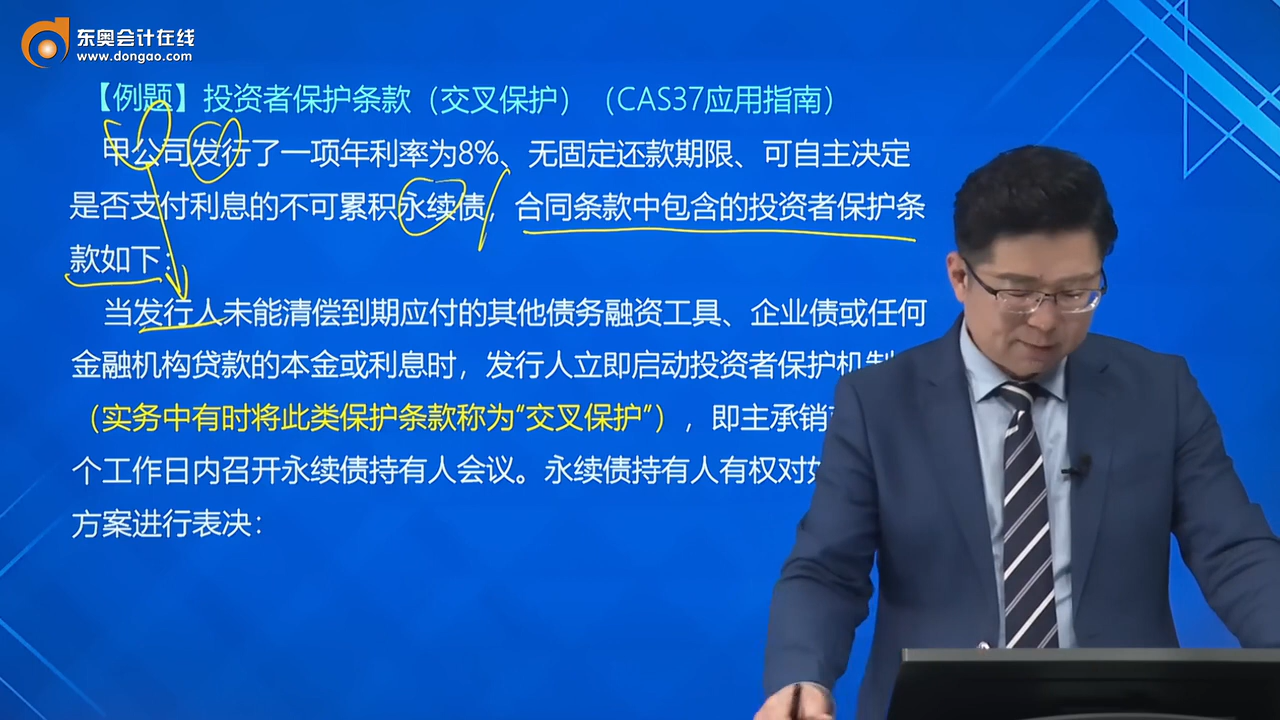 东奥会计在线
www.dongao.com
【例题】投资者保护条款（交叉保护）（CAS37应用指南）
甲公司发行了一项年利率为8%、无固定还款期限、可自主决定
是否支付利息的不可累积永续债，合同条款中包含的投资者保护条
款如下：
当发行人未能清偿到期应付的其他债务融资工具、企业债或任何
金融机构贷款的本金或利息时，发行人立即启动投资者保护机制
（实务中有时将此类保护条款称为“交叉保护”），即主承销
个工作日内召开永续债持有人会议。永续债持有人有权对如
方案进行表决：